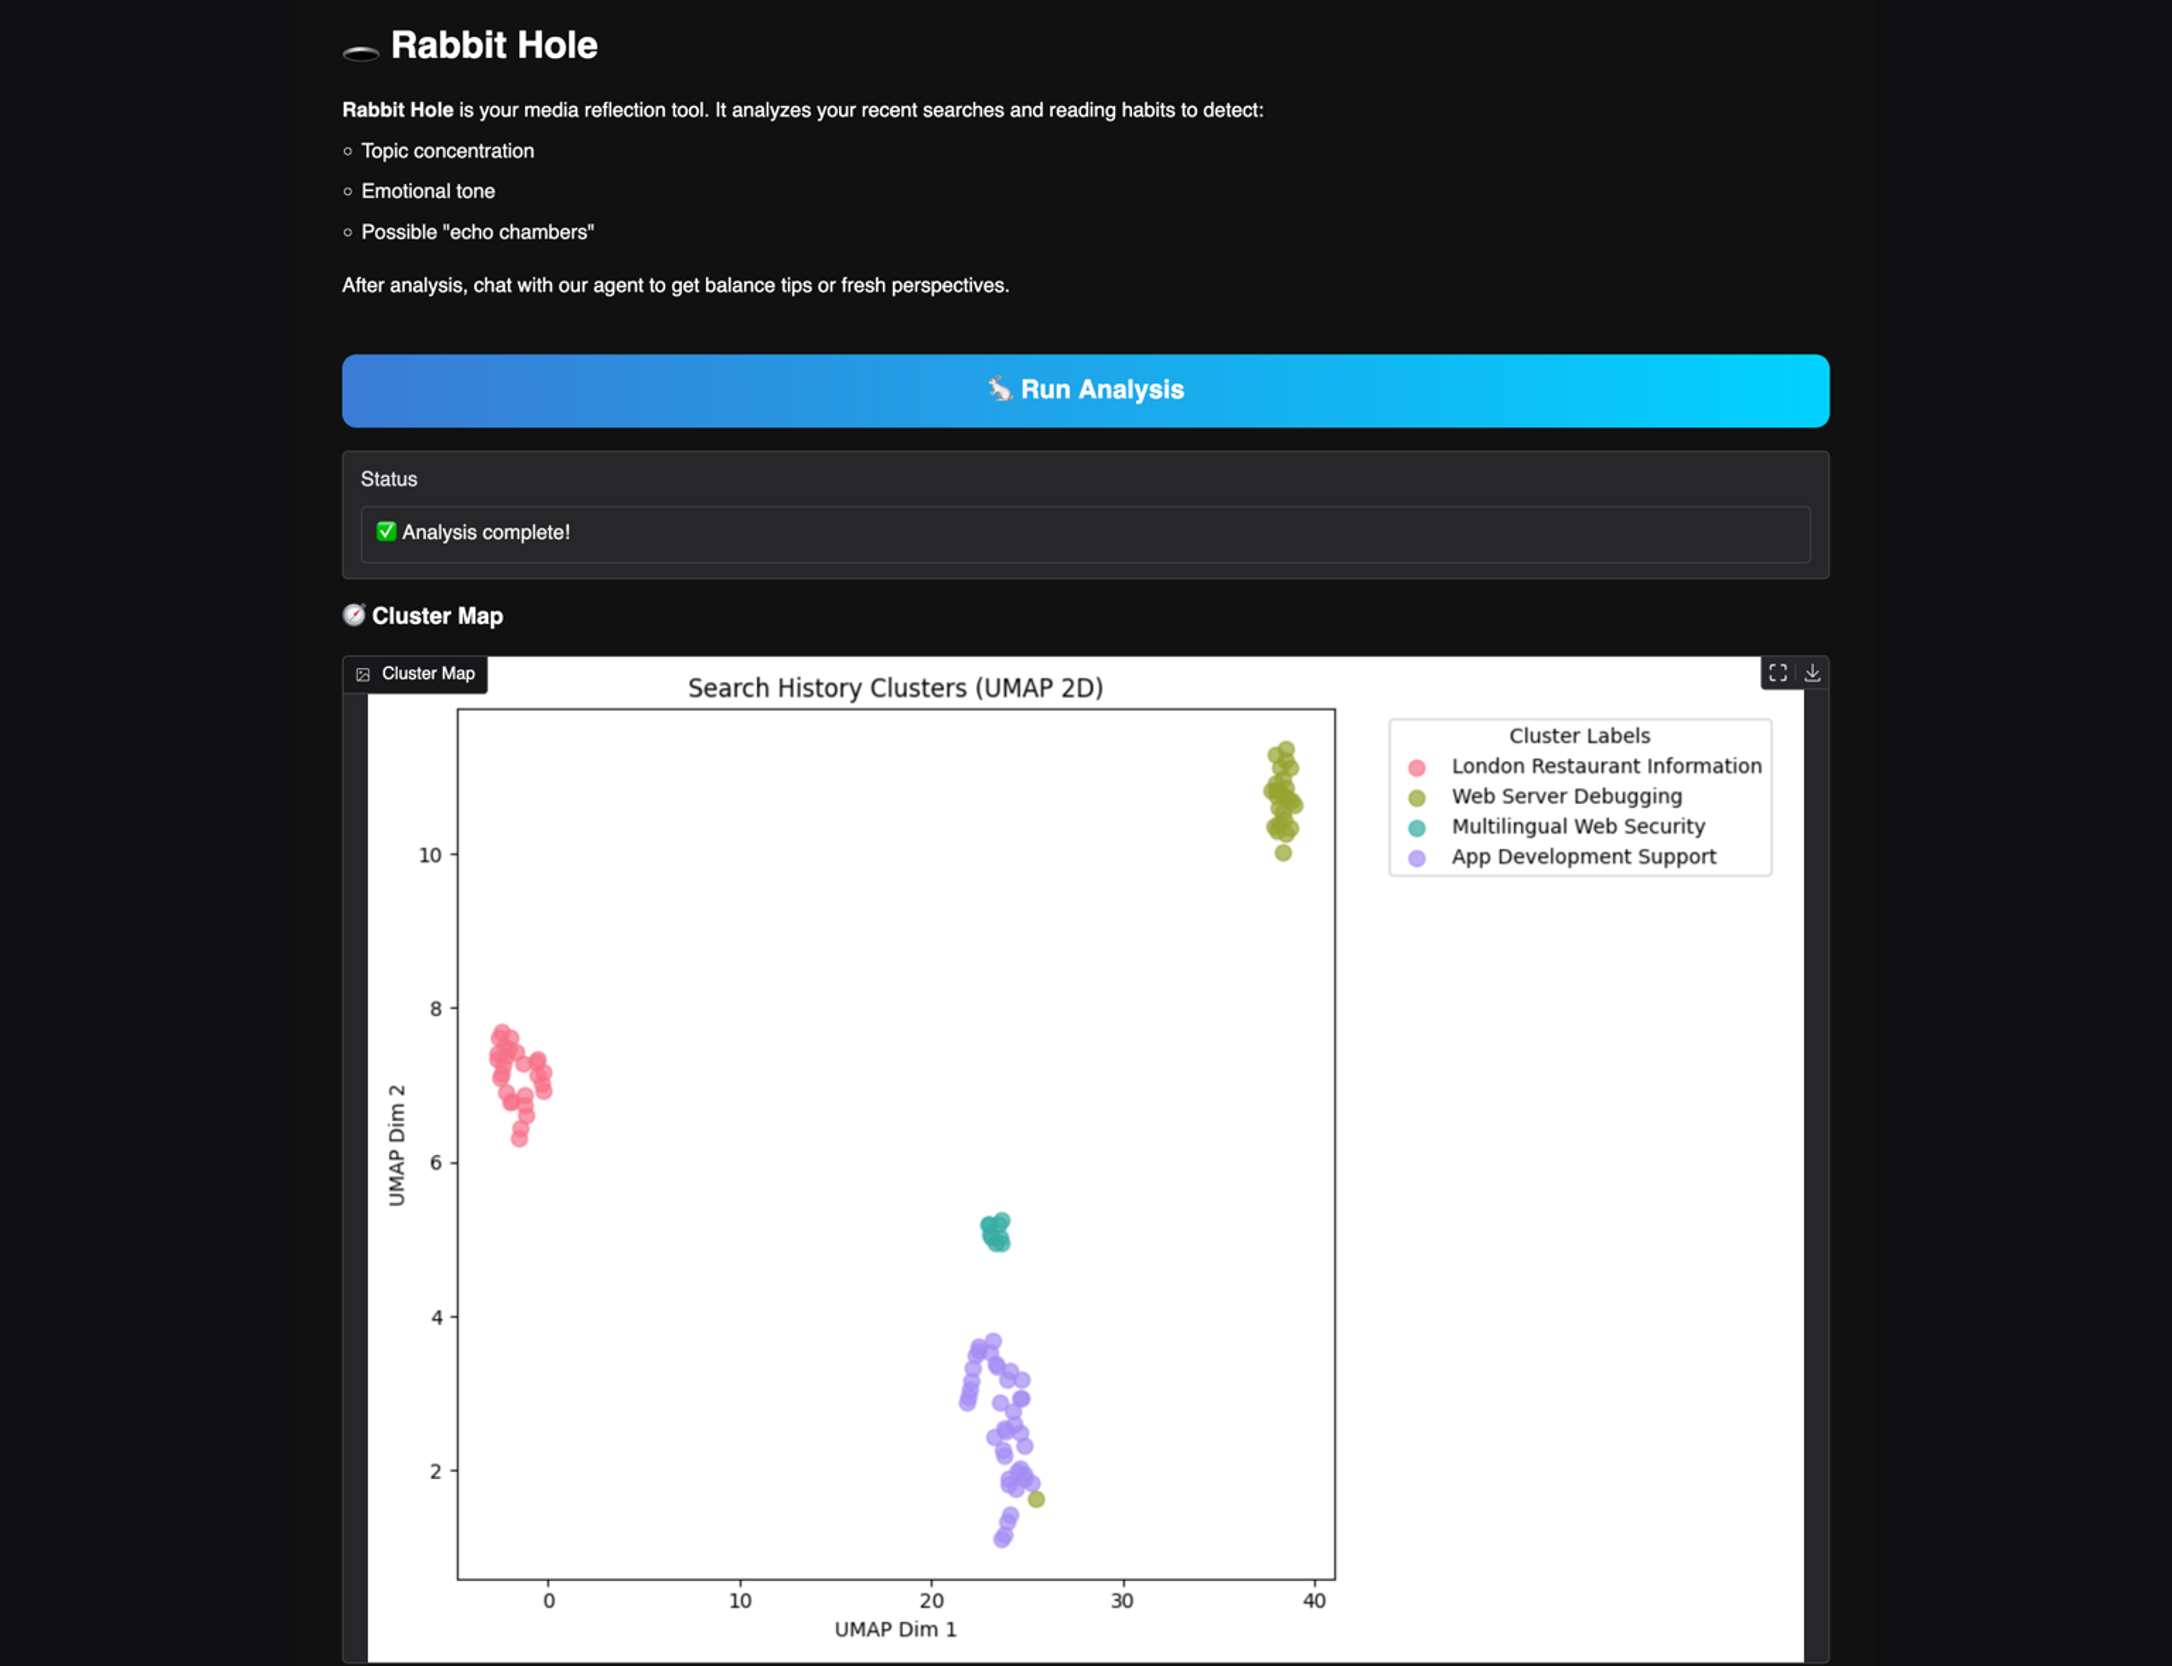 Rabbit Hole
Rabbit Hole is your media reflection tool. It analyzes your recent searches and reading habits to detect:
Topic concentration
Emotional tone
Possible "echo chambers"
After analysis, chat with our agent to get balance tips or fresh perspectives.
Run Analysis
Status
Analysis complete!
Cluster Map
Cluster Map
Search History Clusters (UMAP 2D)
Cluster Labels
London Restaurant Information
Web Server Debugging
Multilingual Web Security
App Development Support
10
8
6
4
2
UMAP Dim 2
0 10 20 30 40
UMAP Dim 1